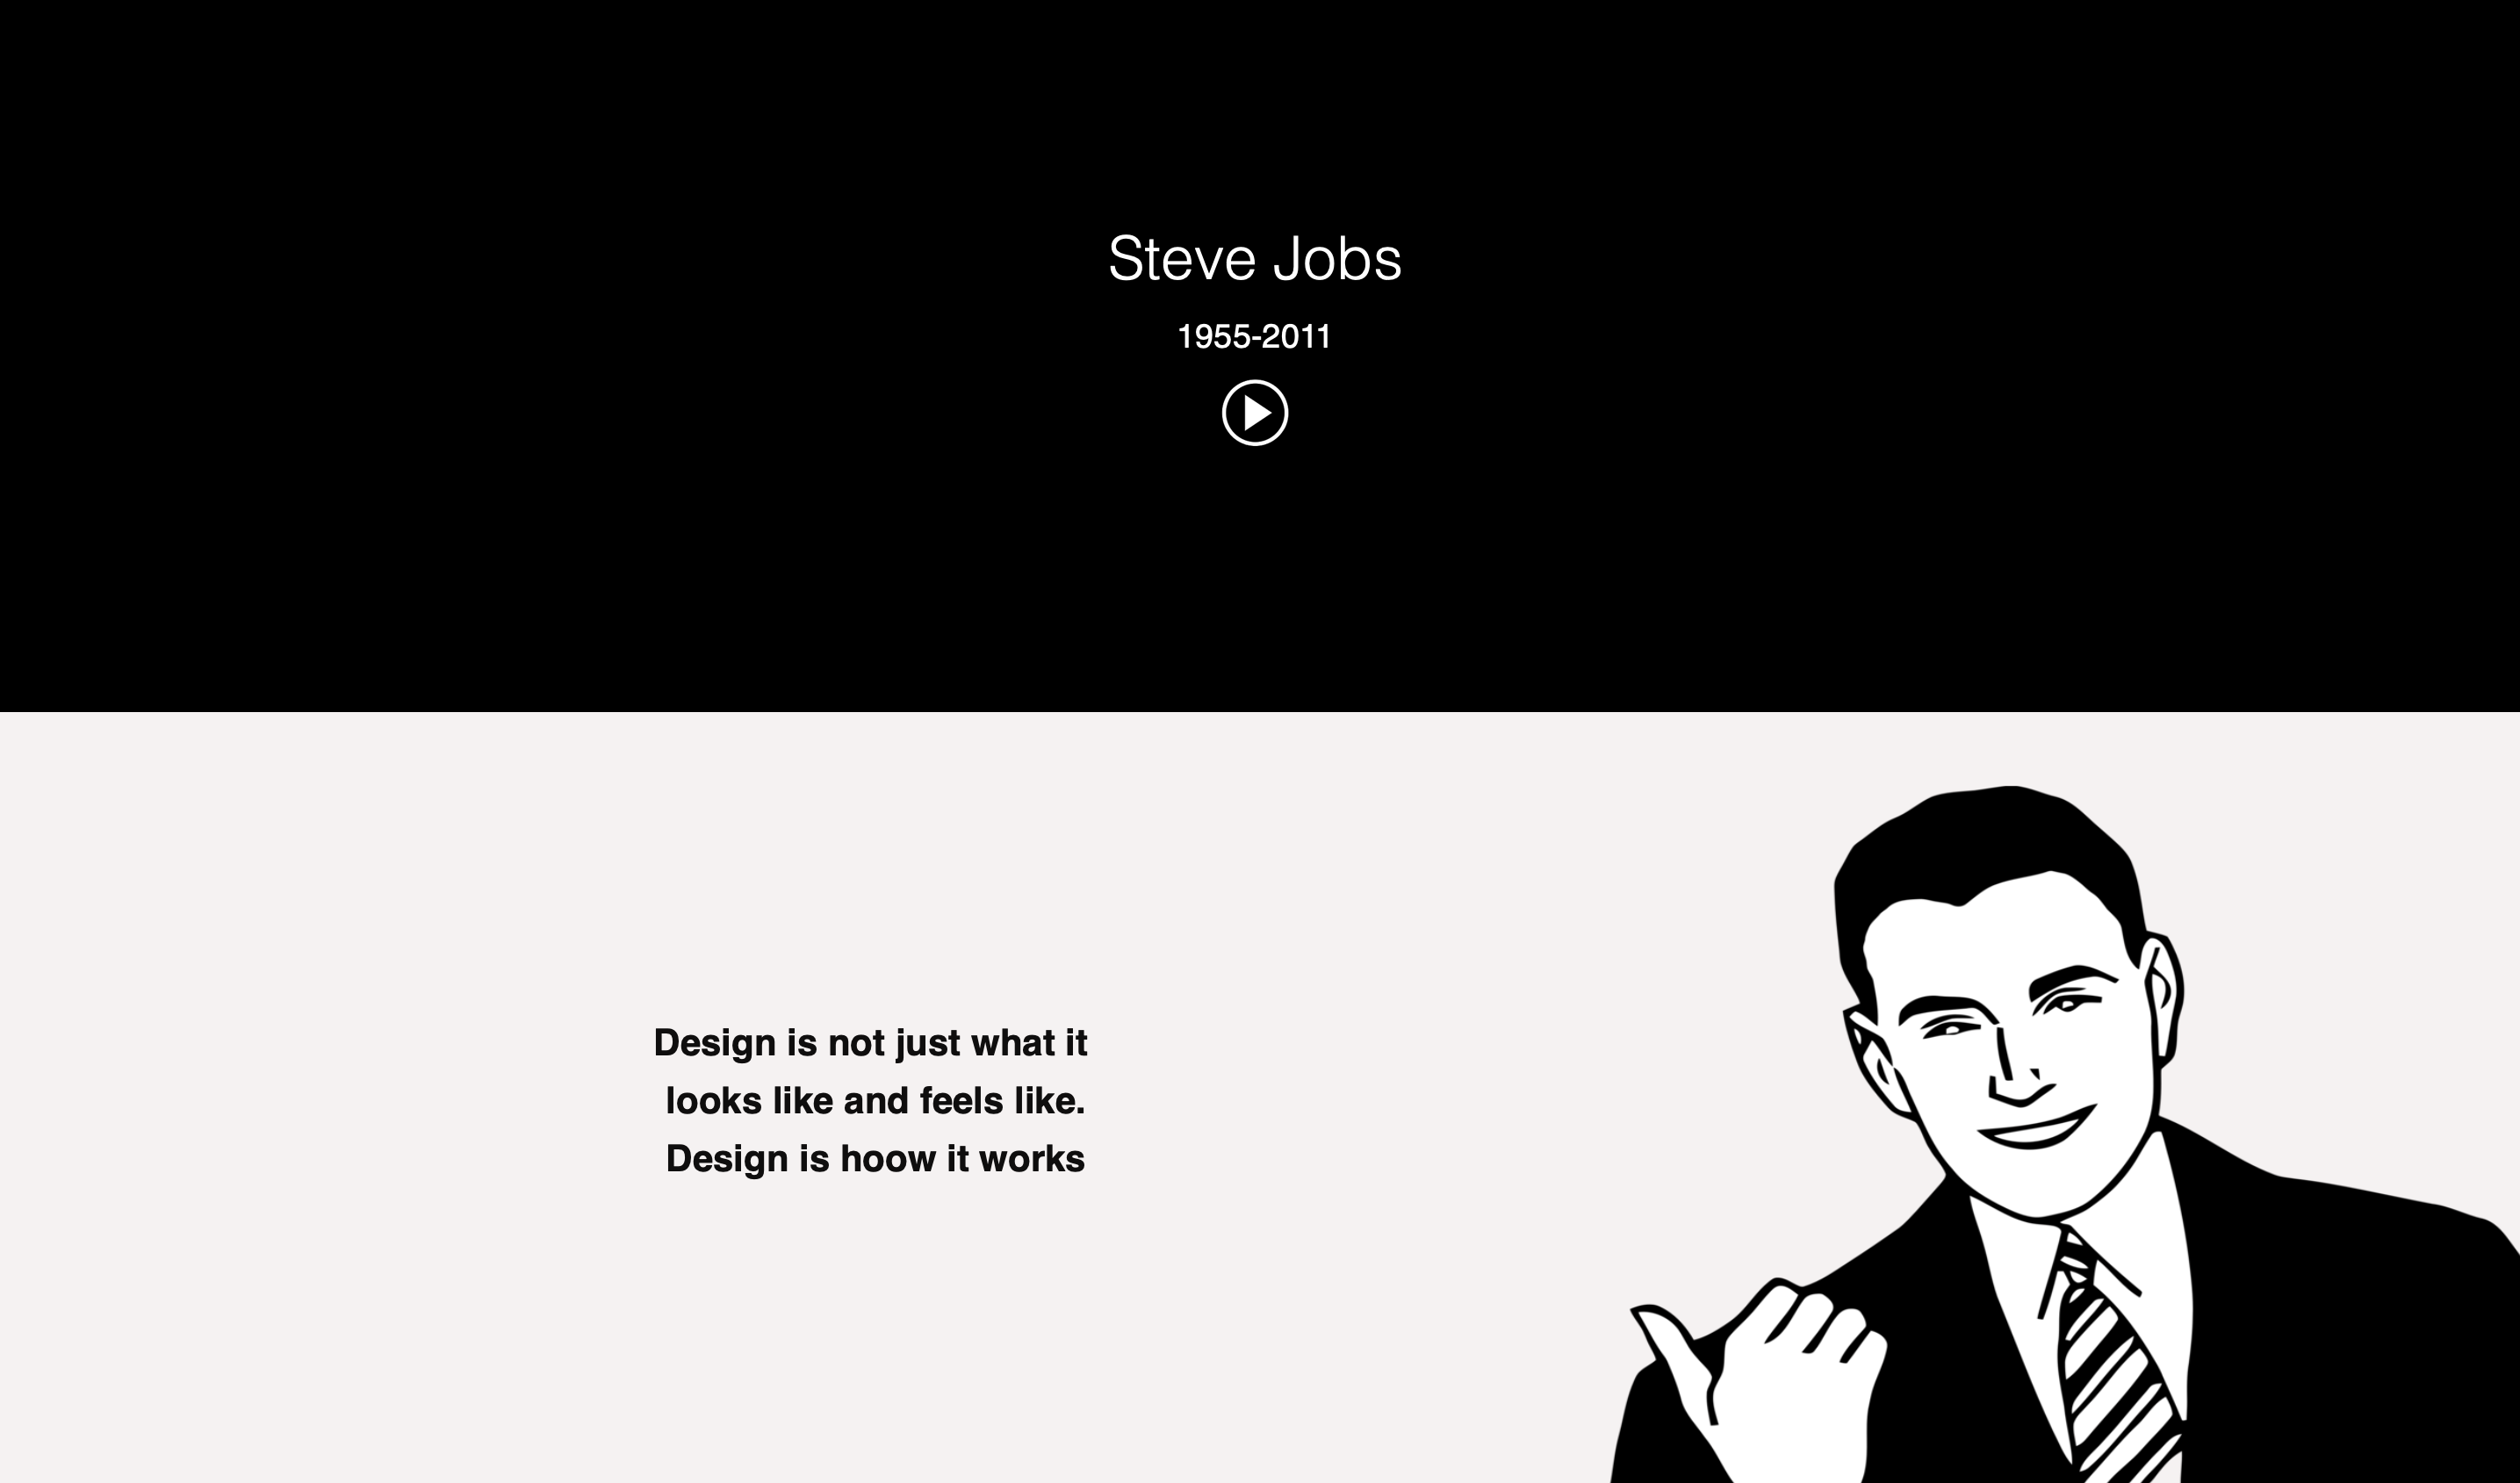 Steve Jobs
1955-2011
Design is not just what it
looks like and feels like.
Design is hoow it works